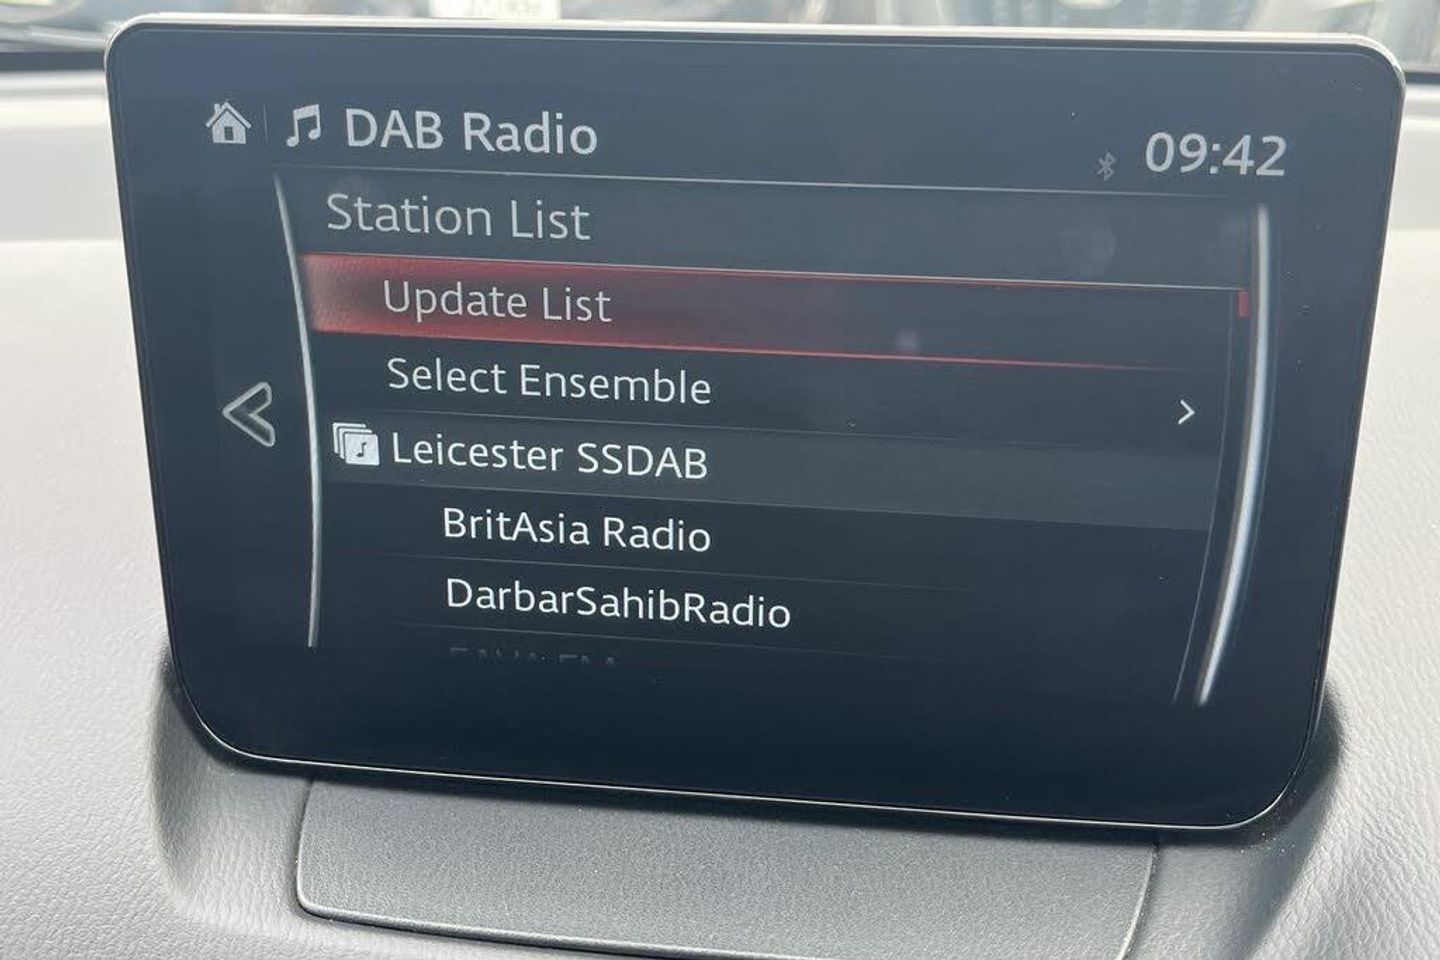 DAB Radio
09:42
Station List
Update List
Select Ensemble
Leicester SSDAB
BritAsia Radio
DarbarSahibRadio